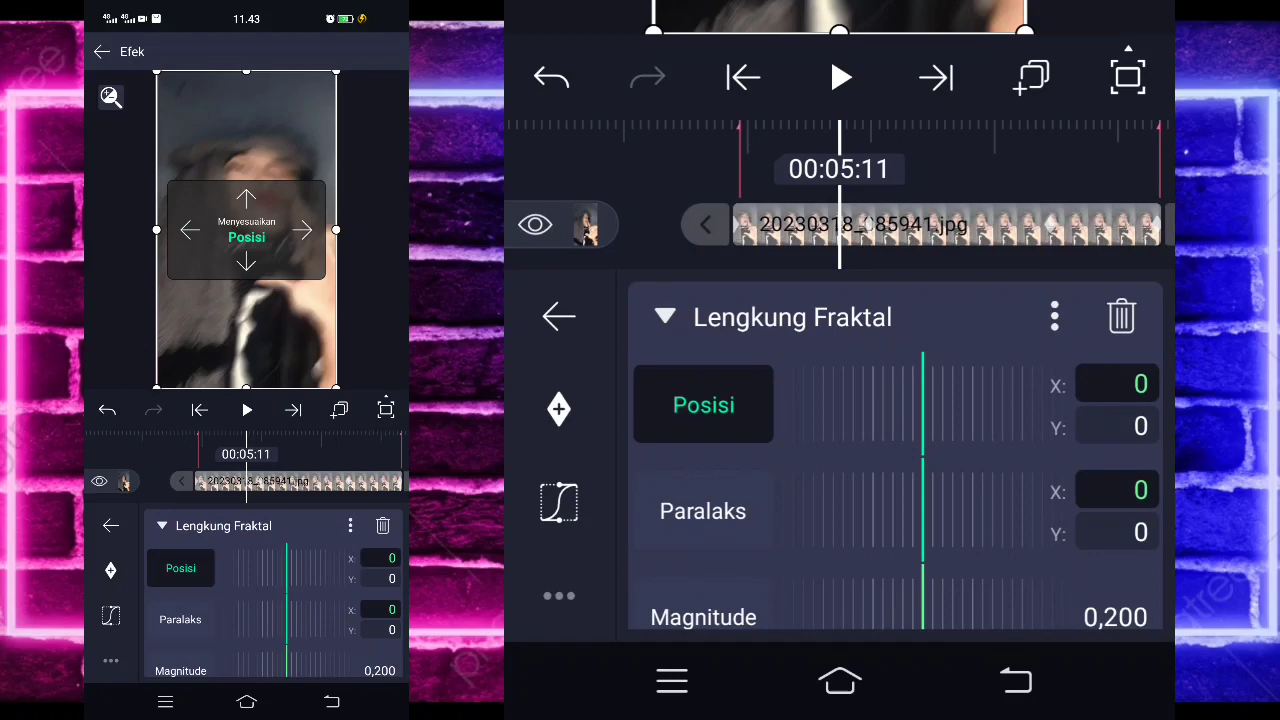 11.43
Efek
Menyesuaikan
Posisi
00:05:11
20230318_085941.jpg
Lengkung Fraktal
Posisi
X: 0
Y: 0
Paralaks
X: 0
Y: 0
Magnitude
0,200
00:05:11
20230318_085941.jpg
Lengkung Fraktal
Posisi
X: 0
Y: 0
Paralaks
X: 0
Y: 0
Magnitude
0,200